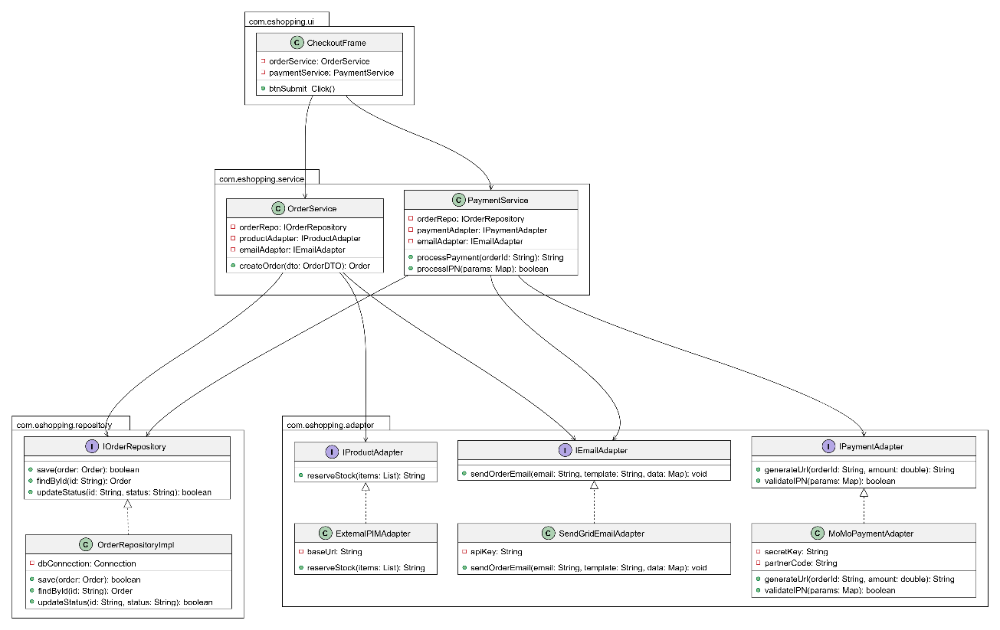 com.eshopping.ui
C CheckoutFrame
orderService: OrderService
paymentService: PaymentService
btnSubmit_Click()
com.eshopping.service
C OrderService
orderRepo: IOrderRepository
productAdapter: IProductAdapter
emailAdapter: IEmailAdapter
createOrder(dto: OrderDTO): Order
C PaymentService
orderRepo: IOrderRepository
paymentAdapter: IPaymentAdapter
emailAdapter: IEmailAdapter
processPayment(orderId: String): String
processIPN(params: Map): boolean
com.eshopping.repository
I IOrderRepository
save(order: Order): boolean
findById(id: String): Order
updateStatus(id: String, status: String): boolean
C OrderRepositoryImpl
dbConnection: Connection
save(order: Order): boolean
findById(id: String): Order
updateStatus(id: String, status: String): boolean
com.eshopping.adapter
I IProductAdapter
reserveStock(items: List): String
I IEmailAdapter
sendOrderEmail(email: String, template: String, data: Map): void
I IPaymentAdapter
generateUrl(orderId: String, amount: double): String
validateIPN(params: Map): boolean
C ExternalPIMAdapter
baseUrl: String
reserveStock(items: List): String
C SendGridEmailAdapter
apiKey: String
sendOrderEmail(email: String, template: String, data: Map): void
C MoMoPaymentAdapter
secretKey: String
partnerCode: String
generateUrl(orderId: String, amount: double): String
validateIPN(params: Map): boolean